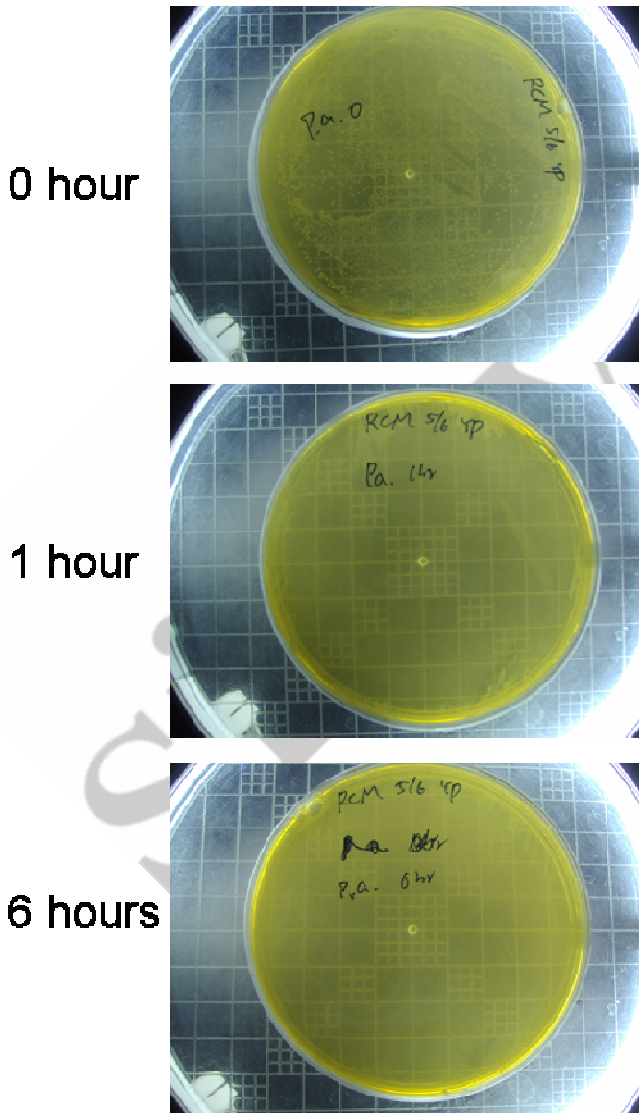 0 hour
P.a. 0
RCM 5/6 YP
1 hour
RCM 5/6 YP
P.a. 1hr
6 hours
RCM 5/6 YP
P.a.
P.a. 6hr